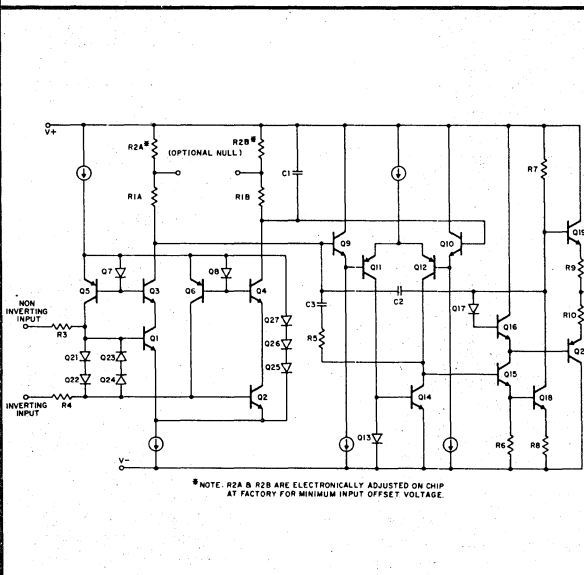 V+
R2A*
R2B*
(OPTIONAL NULL)
C1
R7
R1A
R1B
Q19
Q9
Q10
Q11
Q12
R9
Q7
Q8
Q5
Q3
Q6
Q4
C2
C3
Q17
R10
NON
INVERTING
INPUT
R3
Q27
Q16
Q1
R5
Q26
Q2
Q21
Q23
Q25
Q15
Q22
Q24
INVERTING
INPUT
R4
Q2
Q14
Q18
Q13
R6
R8
V-
*NOTE: R2A & R2B ARE ELECTRONICALLY ADJUSTED ON CHIP
AT FACTORY FOR MINIMUM INPUT OFFSET VOLTAGE.